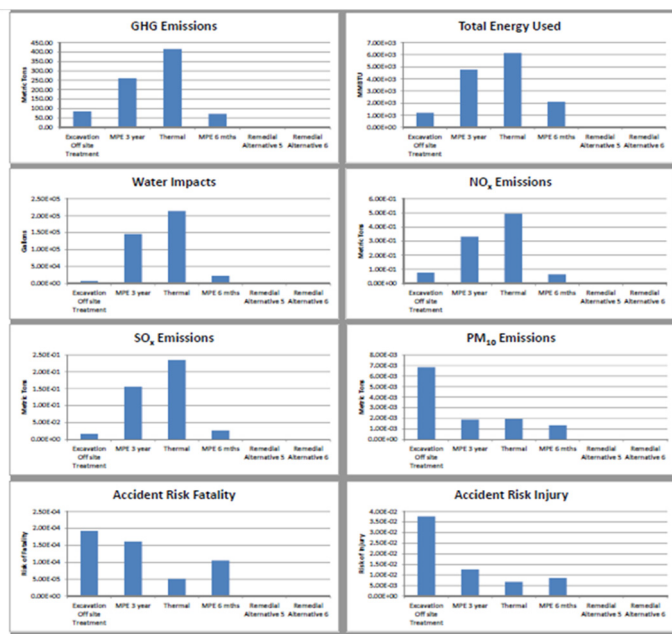 GHG Emissions
Metric Tons
450.00
400.00
350.00
300.00
250.00
200.00
150.00
100.00
50.00
0.00
Excavation Off site Treatment
MPE 3 year
Thermal
MPE 6 mths
Remedial Alternative 5
Remedial Alternative 6
Total Energy Used
MMBTU
7.00E+03
6.00E+03
5.00E+03
4.00E+03
3.00E+03
2.00E+03
1.00E+03
0.00E+00
Excavation Off site Treatment
MPE 3 year
Thermal
MPE 6 mths
Remedial Alternative 5
Remedial Alternative 6
Water Impacts
Gallons
2.50E+05
2.00E+05
1.50E+05
1.00E+05
5.00E+04
0.00E+00
Excavation Off site Treatment
MPE 3 year
Thermal
MPE 6 mths
Remedial Alternative 5
Remedial Alternative 6
NOx Emissions
Metric Tons
6.00E-01
5.00E-01
4.00E-01
3.00E-01
2.00E-01
1.00E-01
0.00E+00
Excavation Off site Treatment
MPE 3 year
Thermal
MPE 6 mths
Remedial Alternative 5
Remedial Alternative 6
SOx Emissions
Metric Tons
2.50E-01
2.00E-01
1.50E-01
1.00E-01
5.00E-02
0.00E+00
Excavation Off site Treatment
MPE 3 year
Thermal
MPE 6 mths
Remedial Alternative 5
Remedial Alternative 6
PM10 Emissions
Metric Tons
8.00E-03
7.00E-03
6.00E-03
5.00E-03
4.00E-03
3.00E-03
2.00E-03
1.00E-03
0.00E+00
Excavation Off site Treatment
MPE 3 year
Thermal
MPE 6 mths
Remedial Alternative 5
Remedial Alternative 6
Accident Risk Fatality
Risk of Fatality
2.50E-04
2.00E-04
1.50E-04
1.00E-04
5.00E-05
0.00E+00
Excavation Off site Treatment
MPE 3 year
Thermal
MPE 6 mths
Remedial Alternative 5
Remedial Alternative 6
Accident Risk Injury
Risk of Injury
4.00E-02
3.50E-02
3.00E-02
2.50E-02
2.00E-02
1.50E-02
1.00E-02
5.00E-03
0.00E+00
Excavation Off site Treatment
MPE 3 year
Thermal
MPE 6 mths
Remedial Alternative 5
Remedial Alternative 6